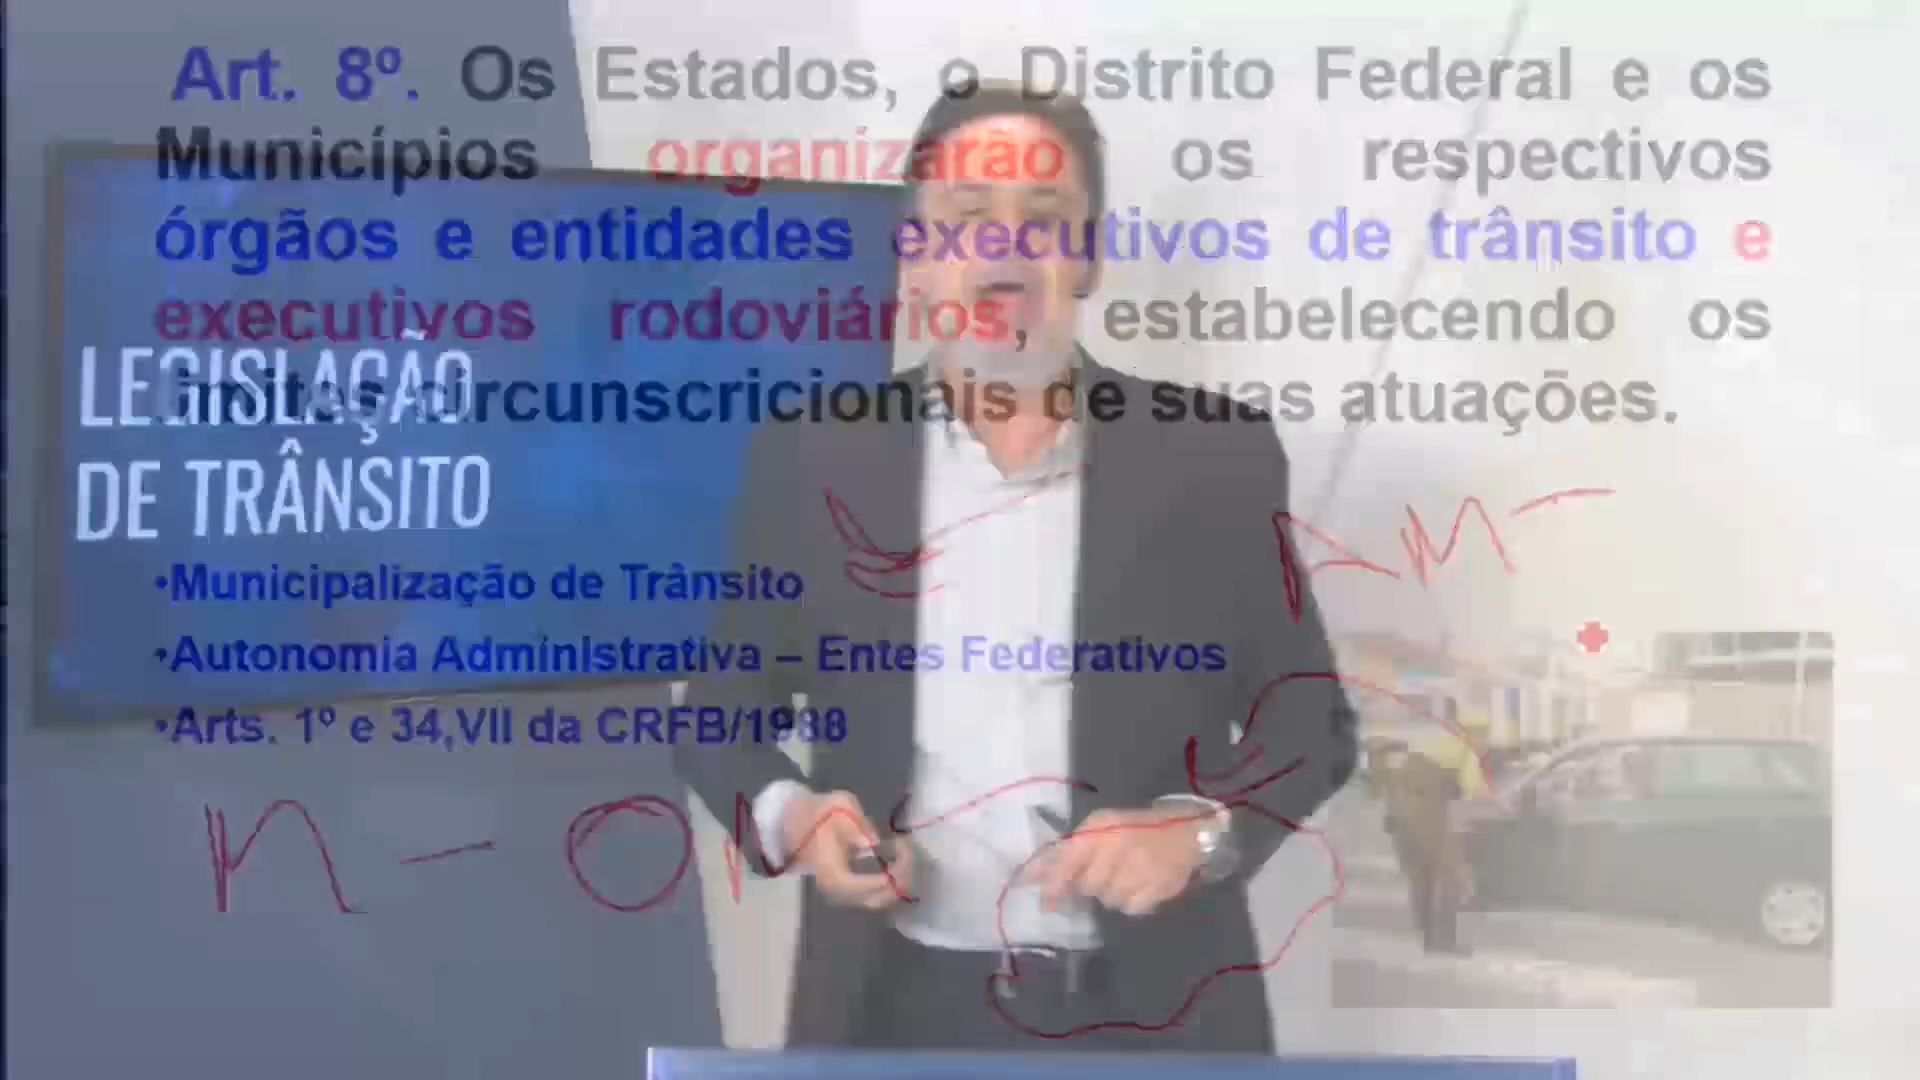 Art. 8º. Os Estados, o Distrito Federal e os
Municípios organizarão os respectivos
órgãos e entidades executivos de trânsito e
executivos rodoviários, estabelecendo os
limites circunscricionais de suas atuações.
LEGISLAÇÃO
DE TRÂNSITO
•Municipalização de Trânsito
•Autonomia Administrativa – Entes Federativos
•Arts. 1º e 34,VII da CRFB/1988